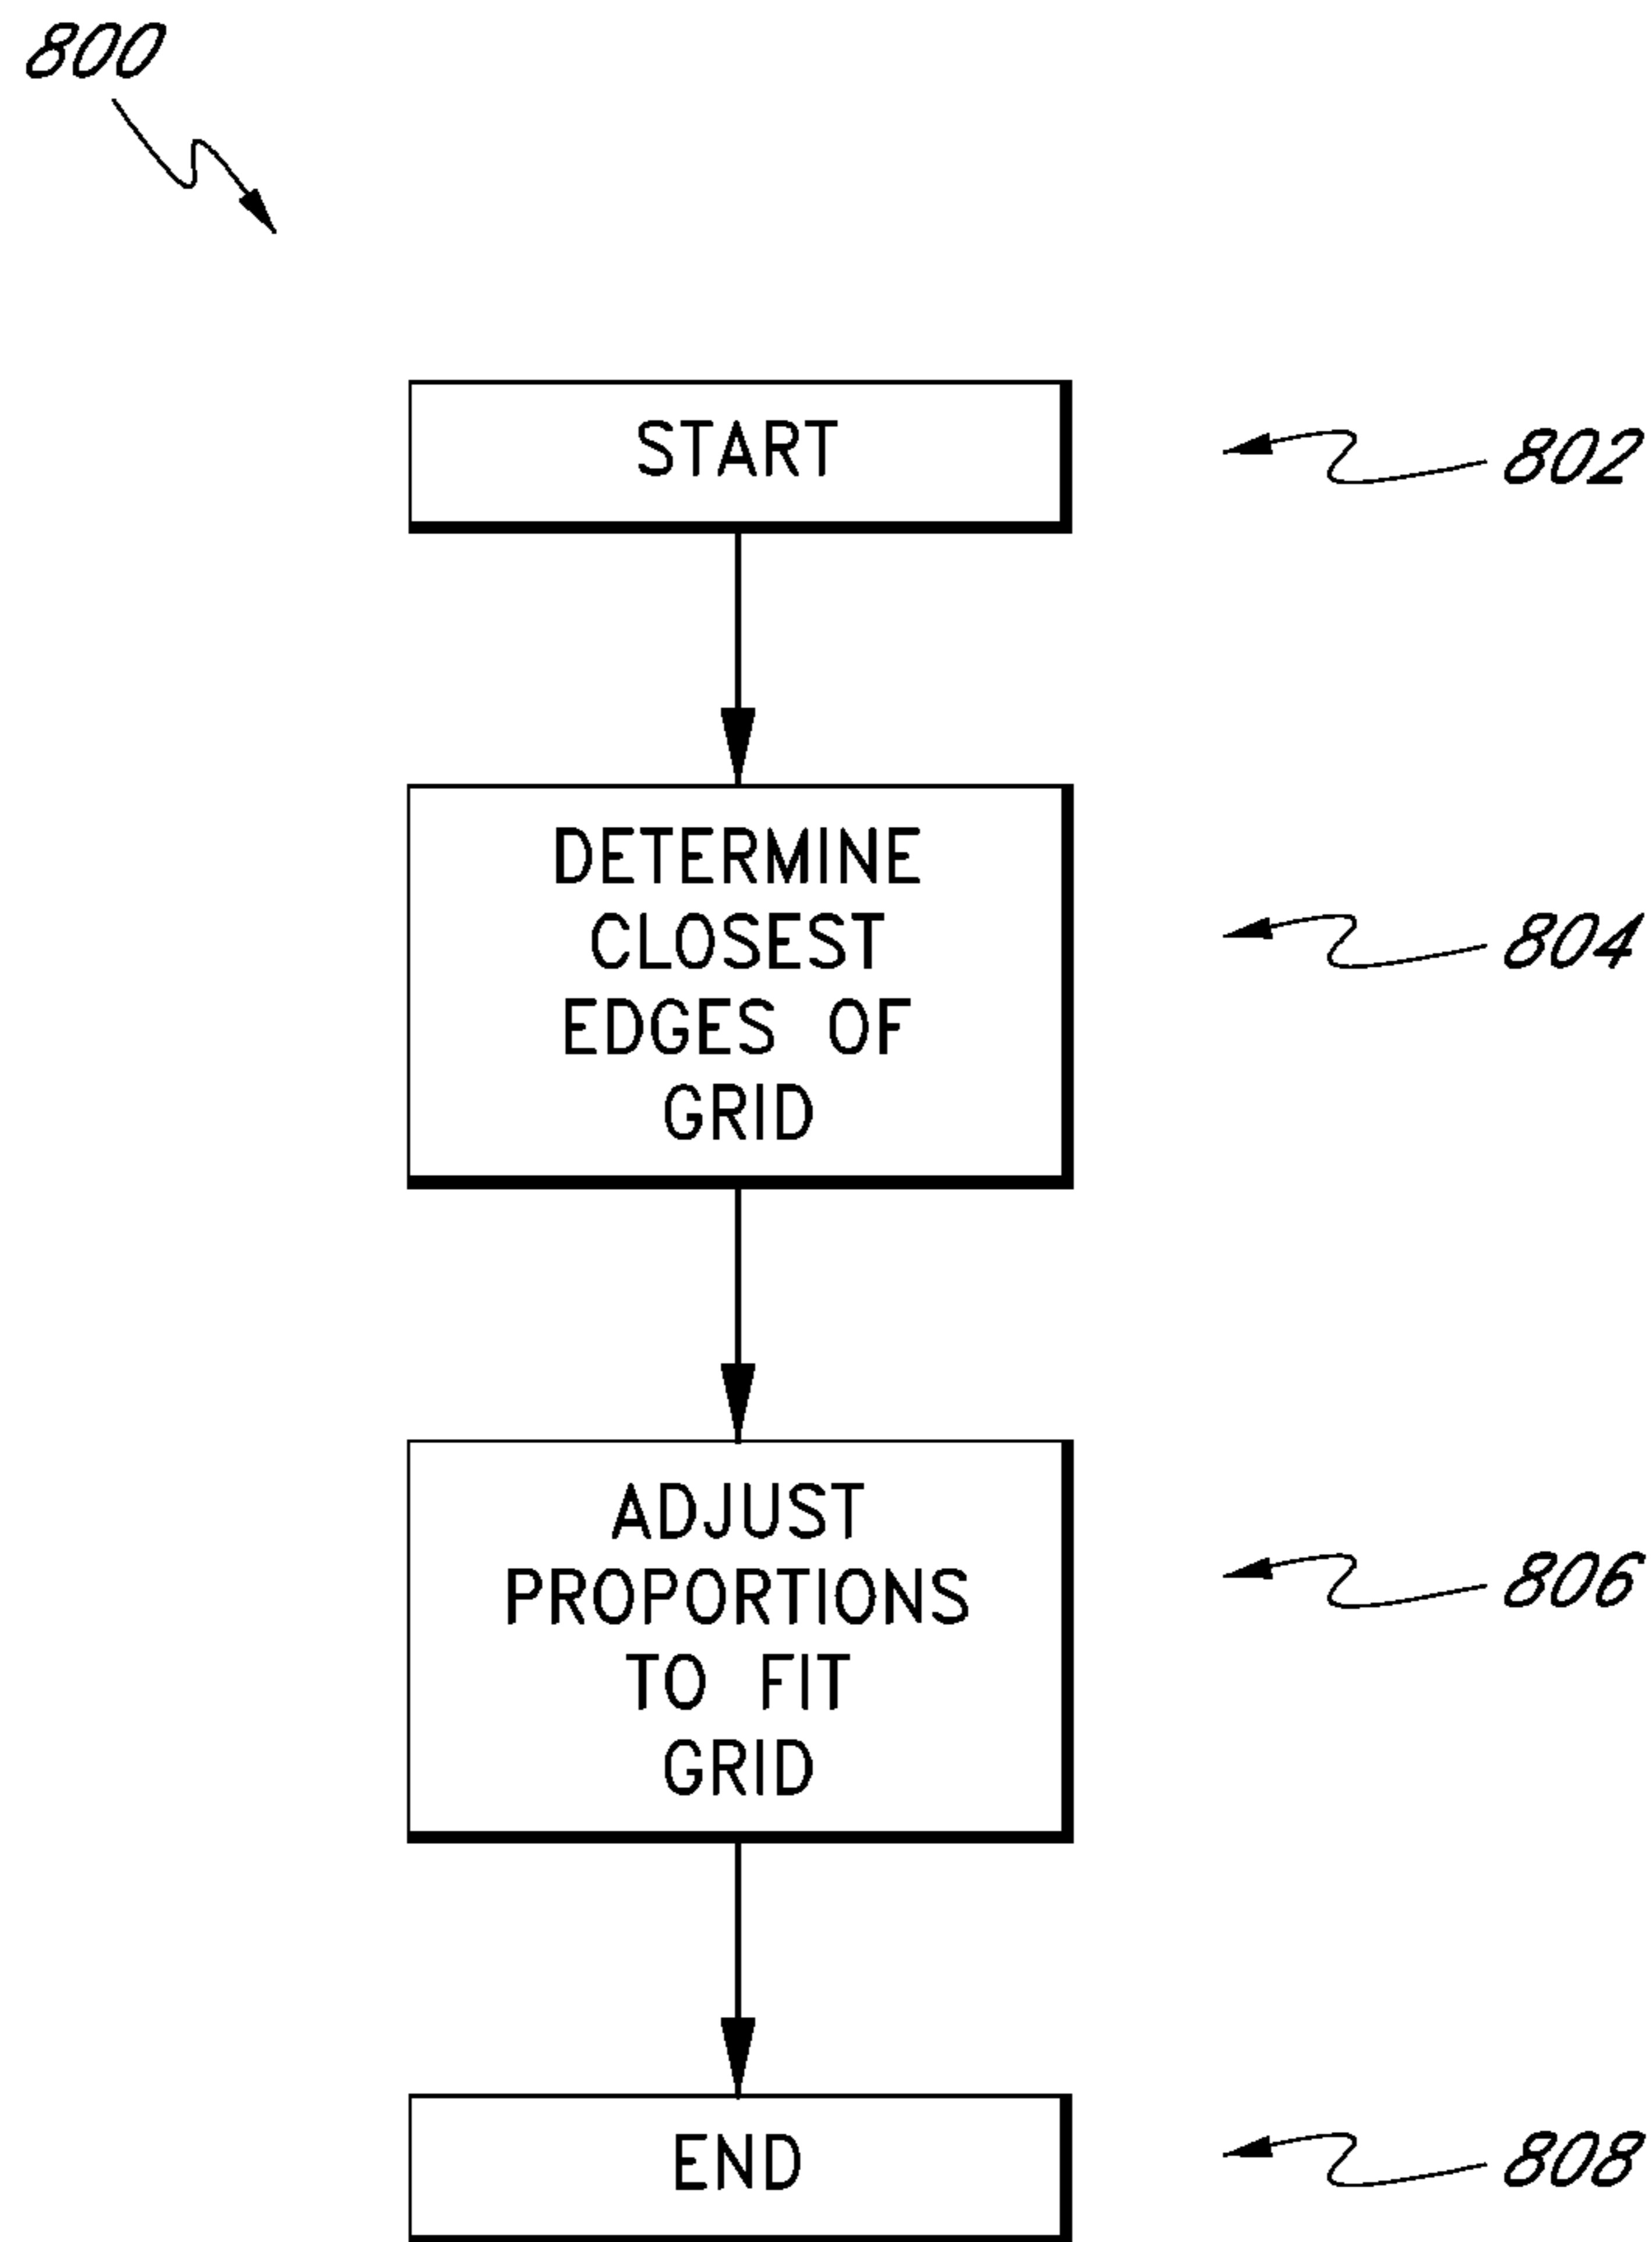 800
START
802
DETERMINE
CLOSEST
EDGES OF
GRID
804
ADJUST
PROPORTIONS
TO FIT
GRID
806
END
808